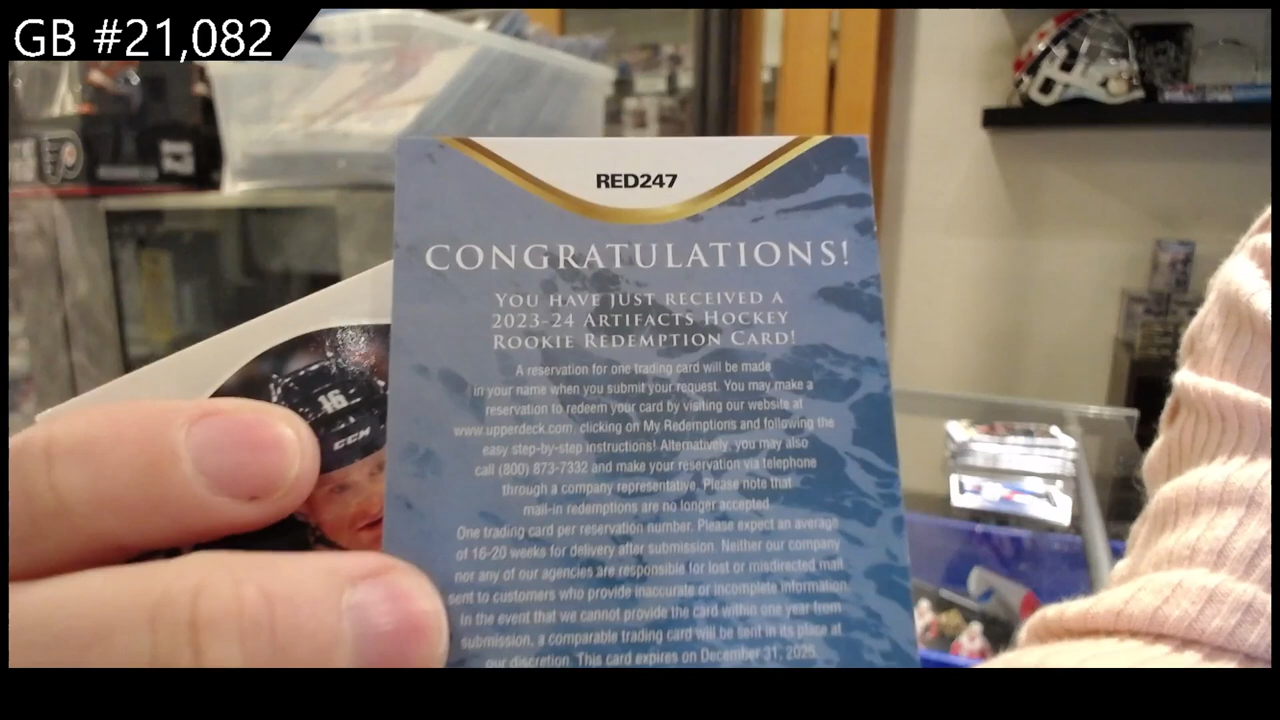 GB #21,082
RED247
CONGRATULATIONS!
YOU HAVE JUST RECEIVED A
2023-24 ARTIFACTS HOCKEY
ROOKIE REDEMPTION CARD!
A reservation for one trading card will be made
in your name when you submit your request. You may make a
reservation to redeem your card by visiting our website at
www.upperdeck.com, clicking on My Redemptions and following the
easy step-by-step instructions! Alternatively, you may also
call (800) 873-7332 and make your reservation via telephone
through a company representative. Please note that
mail-in redemptions are no longer accepted.
One trading card per reservation number. Please expect an average
of 16-20 weeks for delivery after submission. Neither our company
nor any of our agencies are responsible for lost or misdirected mail
sent to customers who provide inaccurate or incomplete information.
In the event that we cannot provide the card within one year from
submission, a comparable trading card will be sent in its place at
our discretion. This card expires on December 31, 2025.
16
CCM